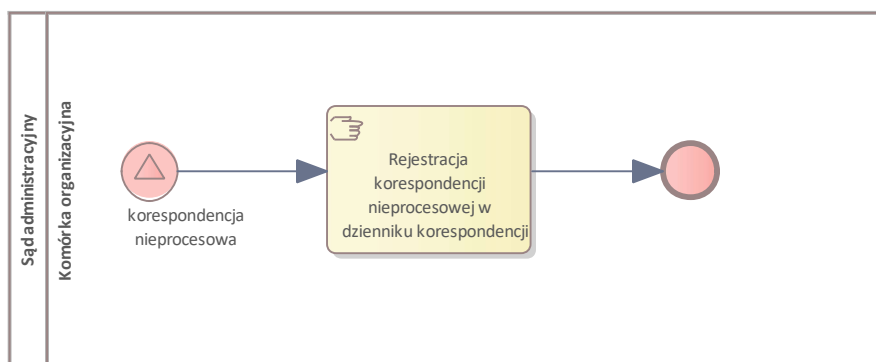 Sąd administracyjny
Komórka organizacyjna
korespondencja
nieprocesowa
Rejestracja
korespondencji
nieprocesowej w
dzienniku korespondencji